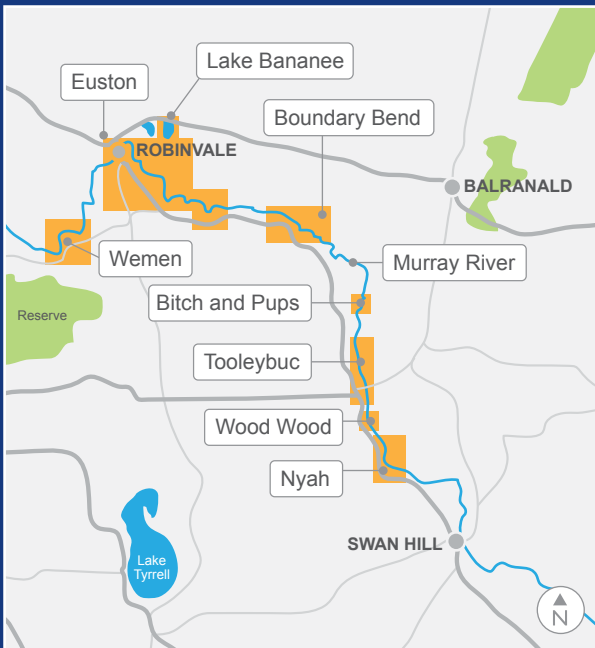 Lake Bananee
Euston
Boundary Bend
ROBINVALE
BALRANALD
Wemen
Murray River
Bitch and Pups
Reserve
Tooleybuc
Wood Wood
Nyah
SWAN HILL
Lake
Tyrrell
N